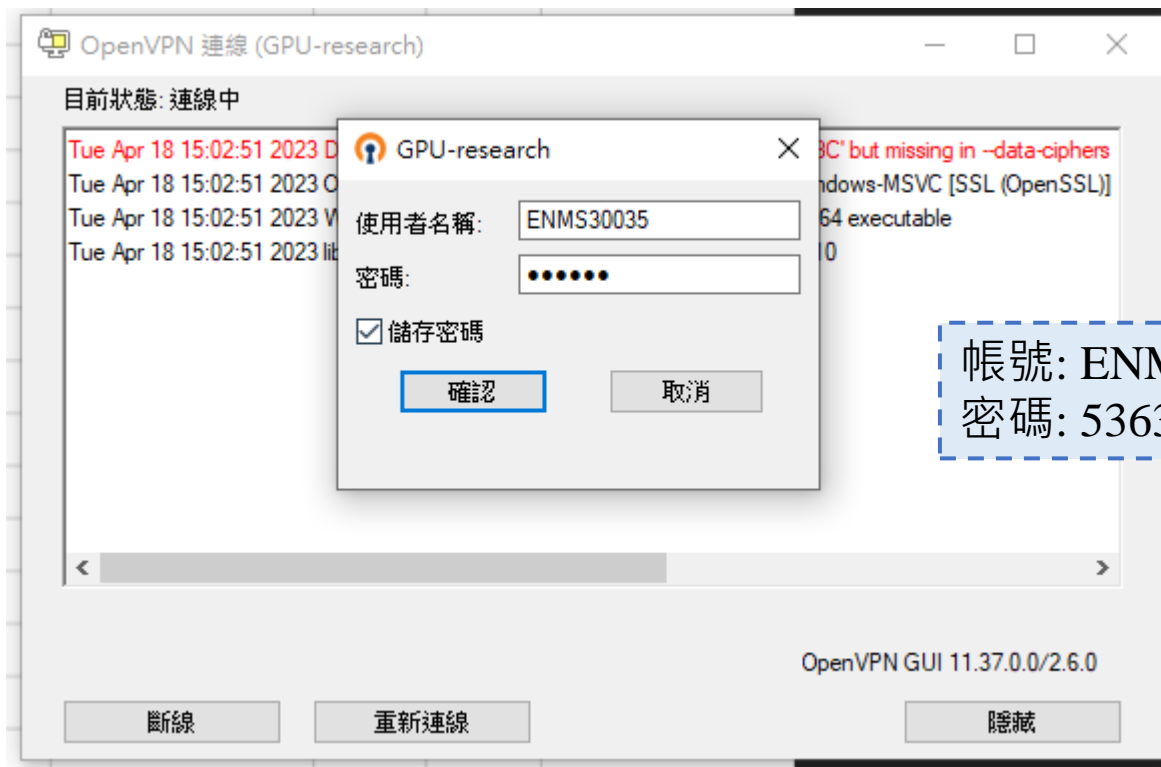 OpenVPN 連線 (GPU-research)
目前狀態: 連線中
Tue Apr 18 15:02:51 2023 D
BC' but missing in --data-ciphers
Tue Apr 18 15:02:51 2023 O
ndows-MSVC [SSL (OpenSSL)]
Tue Apr 18 15:02:51 2023 W
64 executable
Tue Apr 18 15:02:51 2023 lib
10
GPU-research
使用者名稱:
ENMS30035
密碼:
••••••
儲存密碼
確認
取消
帳號: ENM
密碼: 5363
OpenVPN GUI 11.37.0.0/2.6.0
斷線
重新連線
隱藏